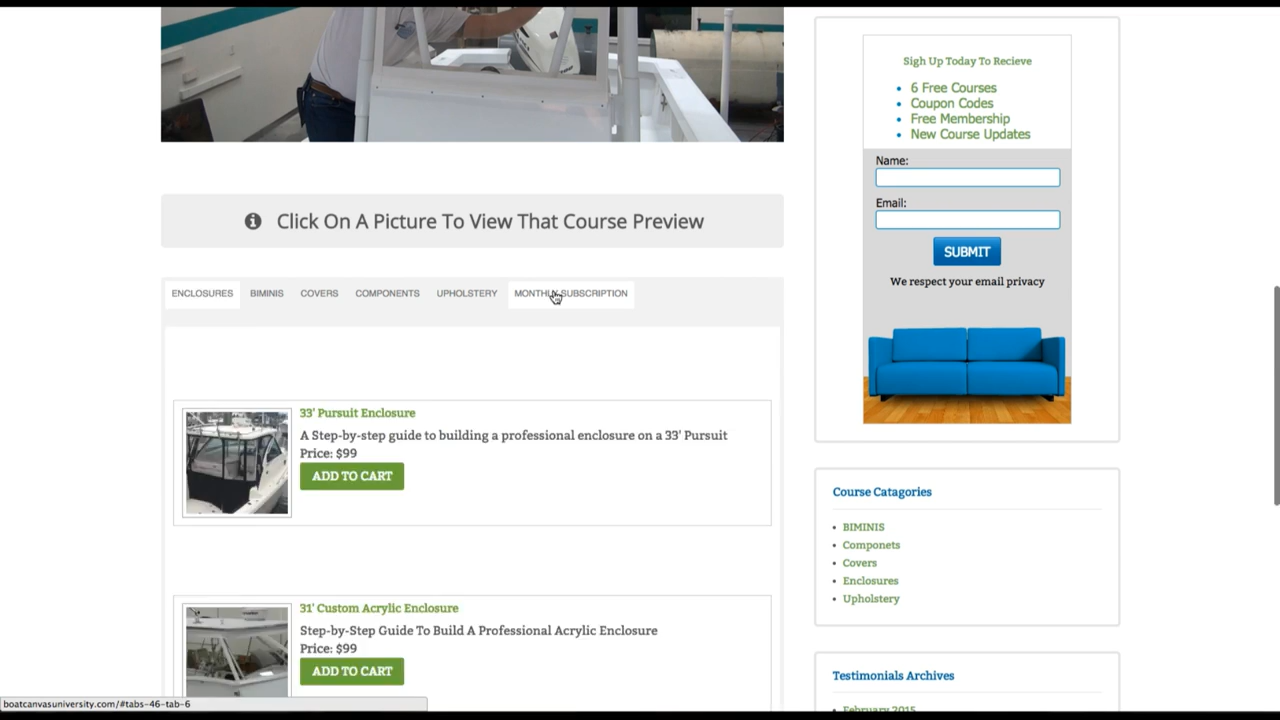 Click On A Picture To View That Course Preview
ENCLOSURES BIMINIS COVERS COMPONENTS UPHOLSTERY MONTHLY SUBSCRIPTION
33' Pursuit Enclosure
A Step-by-step guide to building a professional enclosure on a 33' Pursuit
Price: $99
ADD TO CART
31' Custom Acrylic Enclosure
Step-by-Step Guide To Build A Professional Acrylic Enclosure
Price: $99
ADD TO CART
Sigh Up Today To Recieve
6 Free Courses
Coupon Codes
Free Membership
New Course Updates
Name:
Email:
SUBMIT
We respect your email privacy
Course Catagories
BIMINIS
Componets
Covers
Enclosures
Upholstery
Testimonials Archives
February 2015
boatcanvasuniversity.com/#tabs-46-tab-6